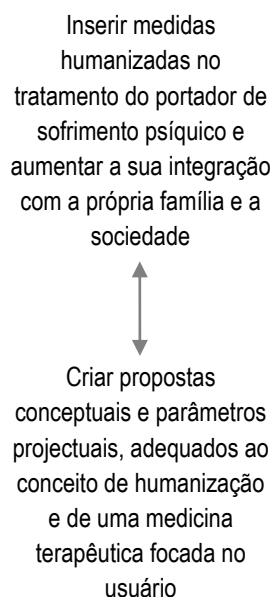 Inserir medidas
humanizadas no
tratamento do portador de
sofrimento psíquico e
aumentar a sua integração
com a própria família e a
sociedade
Criar propostas
conceptuais e parâmetros
projectuais, adequados ao
conceito de humanização
e de uma medicina
terapêutica focada no
usuário